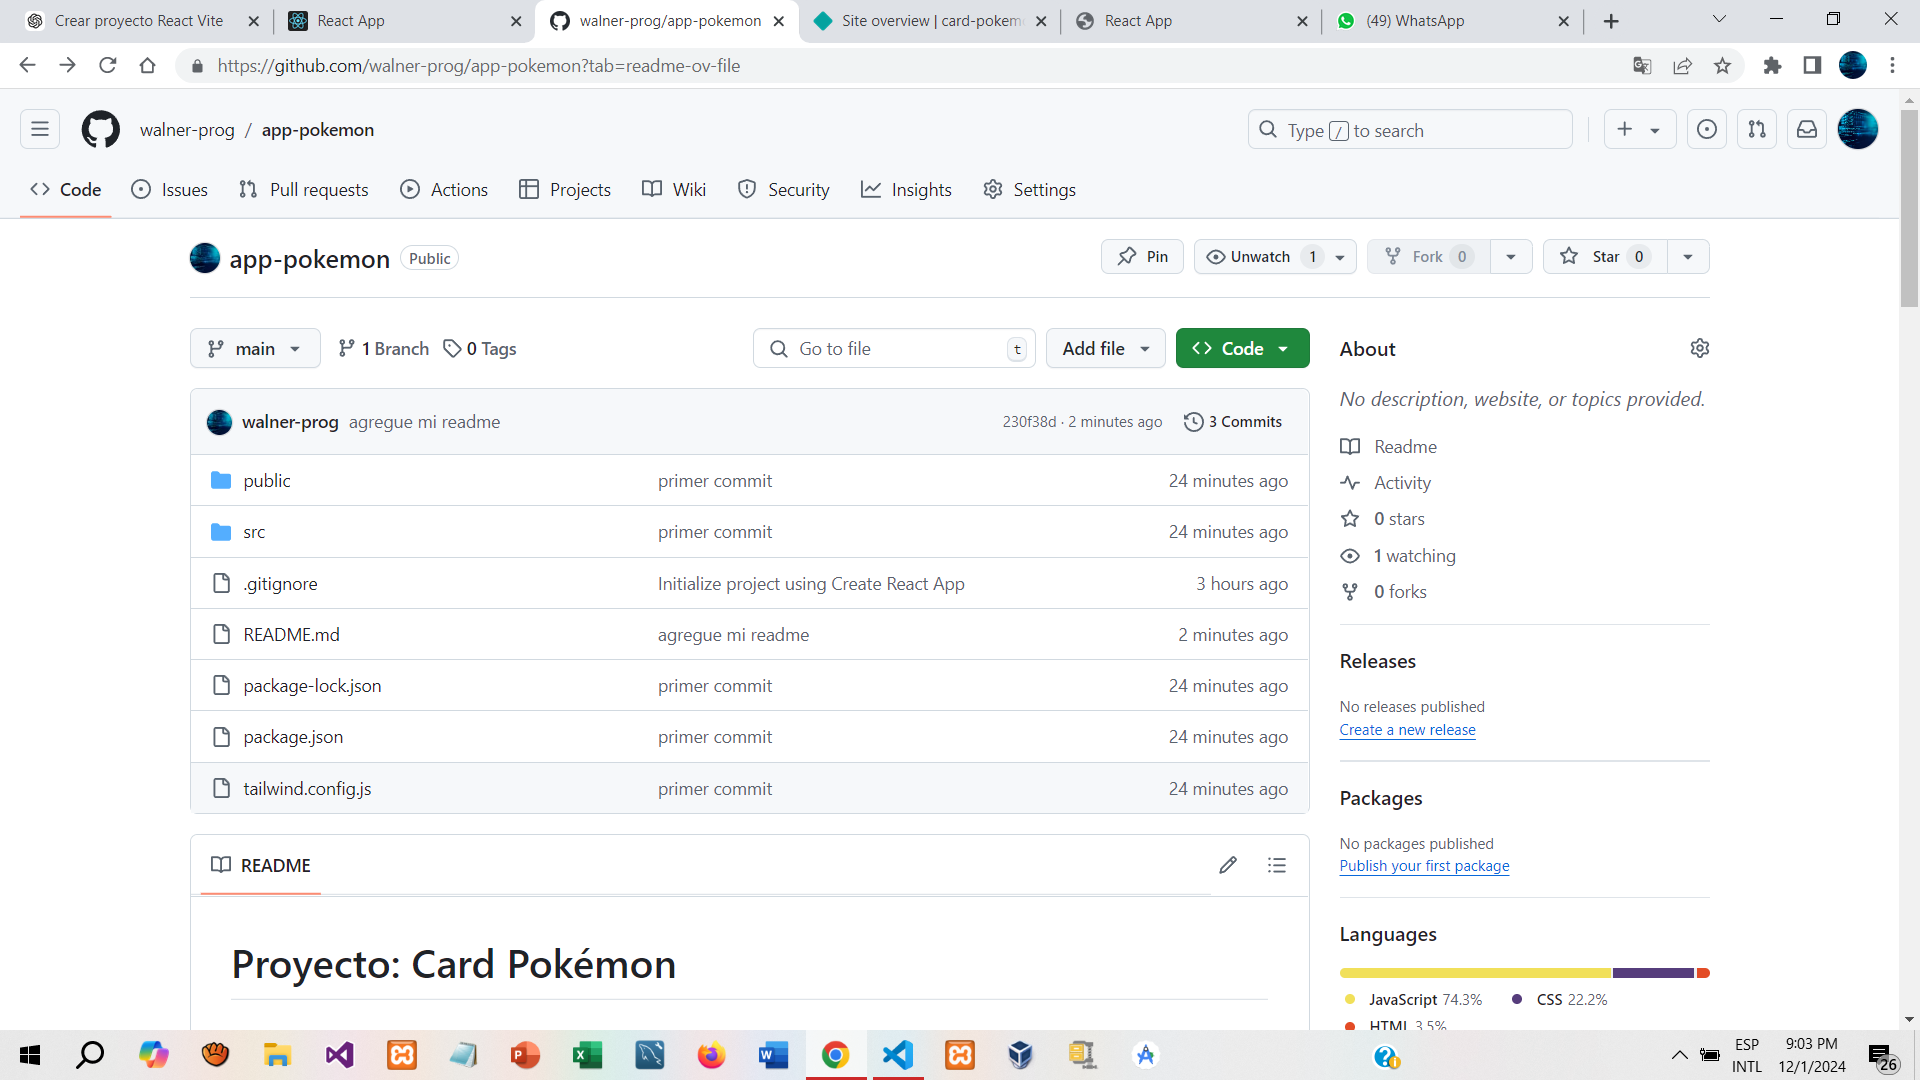 Crear proyecto React Vite
React App
walner-prog/app-pokemon
Site overview | card-pokem
React App
(49) WhatsApp
https://github.com/walner-prog/app-pokemon?tab=readme-ov-file
walner-prog / app-pokemon
Type / to search
Code
Issues
Pull requests
Actions
Projects
Wiki
Security
Insights
Settings
app-pokemon Public
Pin
Unwatch 1
Fork 0
Star 0
main
1 Branch
0 Tags
Go to file t
Add file
Code
walner-prog agregue mi readme 230f38d · 2 minutes ago 3 Commits
public primer commit 24 minutes ago
src primer commit 24 minutes ago
.gitignore Initialize project using Create React App 3 hours ago
README.md agregue mi readme 2 minutes ago
package-lock.json primer commit 24 minutes ago
package.json primer commit 24 minutes ago
tailwind.config.js primer commit 24 minutes ago
README
Proyecto: Card Pokémon
About
No description, website, or topics provided.
Readme
Activity
0 stars
1 watching
0 forks
Releases
No releases published
Create a new release
Packages
No packages published
Publish your first package
Languages
JavaScript 74.3% CSS 22.2%
HTML 3.5%
ESP
INTL
9:03 PM
12/1/2024
26